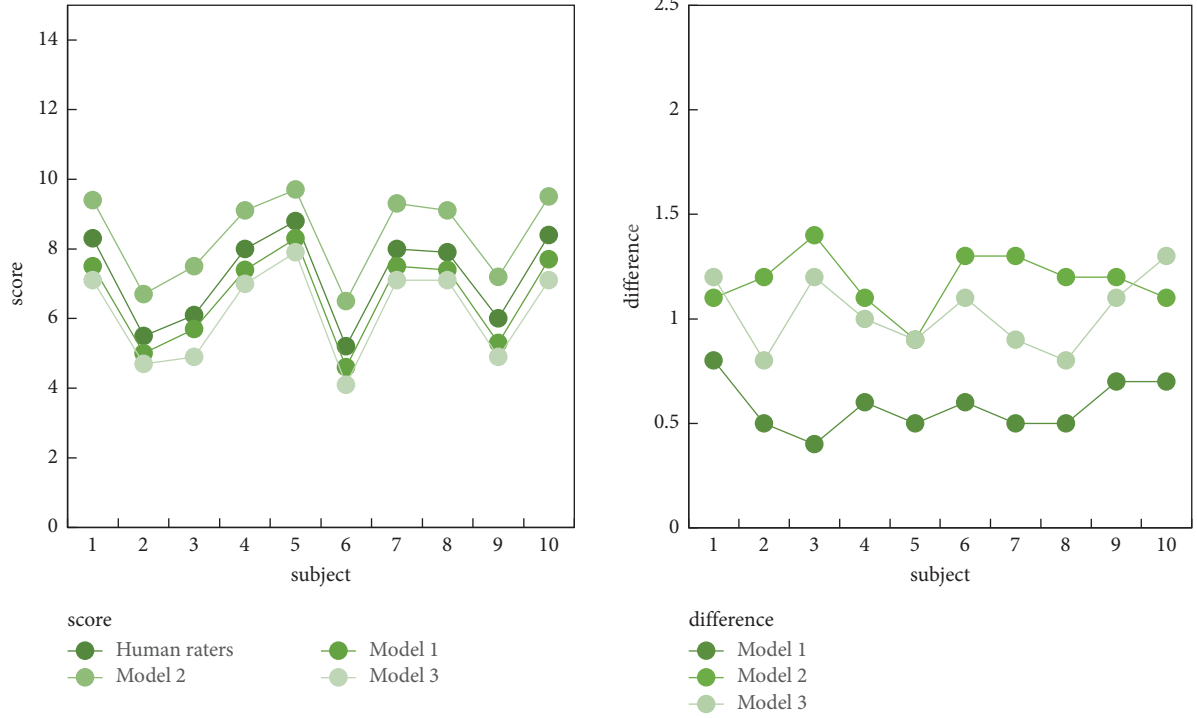 14
12
10
8
6
4
2
0
score
1 2 3 4 5 6 7 8 9 10
subject
score
Human raters
Model 1
Model 2
Model 3
2.5
2
1.5
1
0.5
0
difference
1 2 3 4 5 6 7 8 9 10
subject
difference
Model 1
Model 2
Model 3